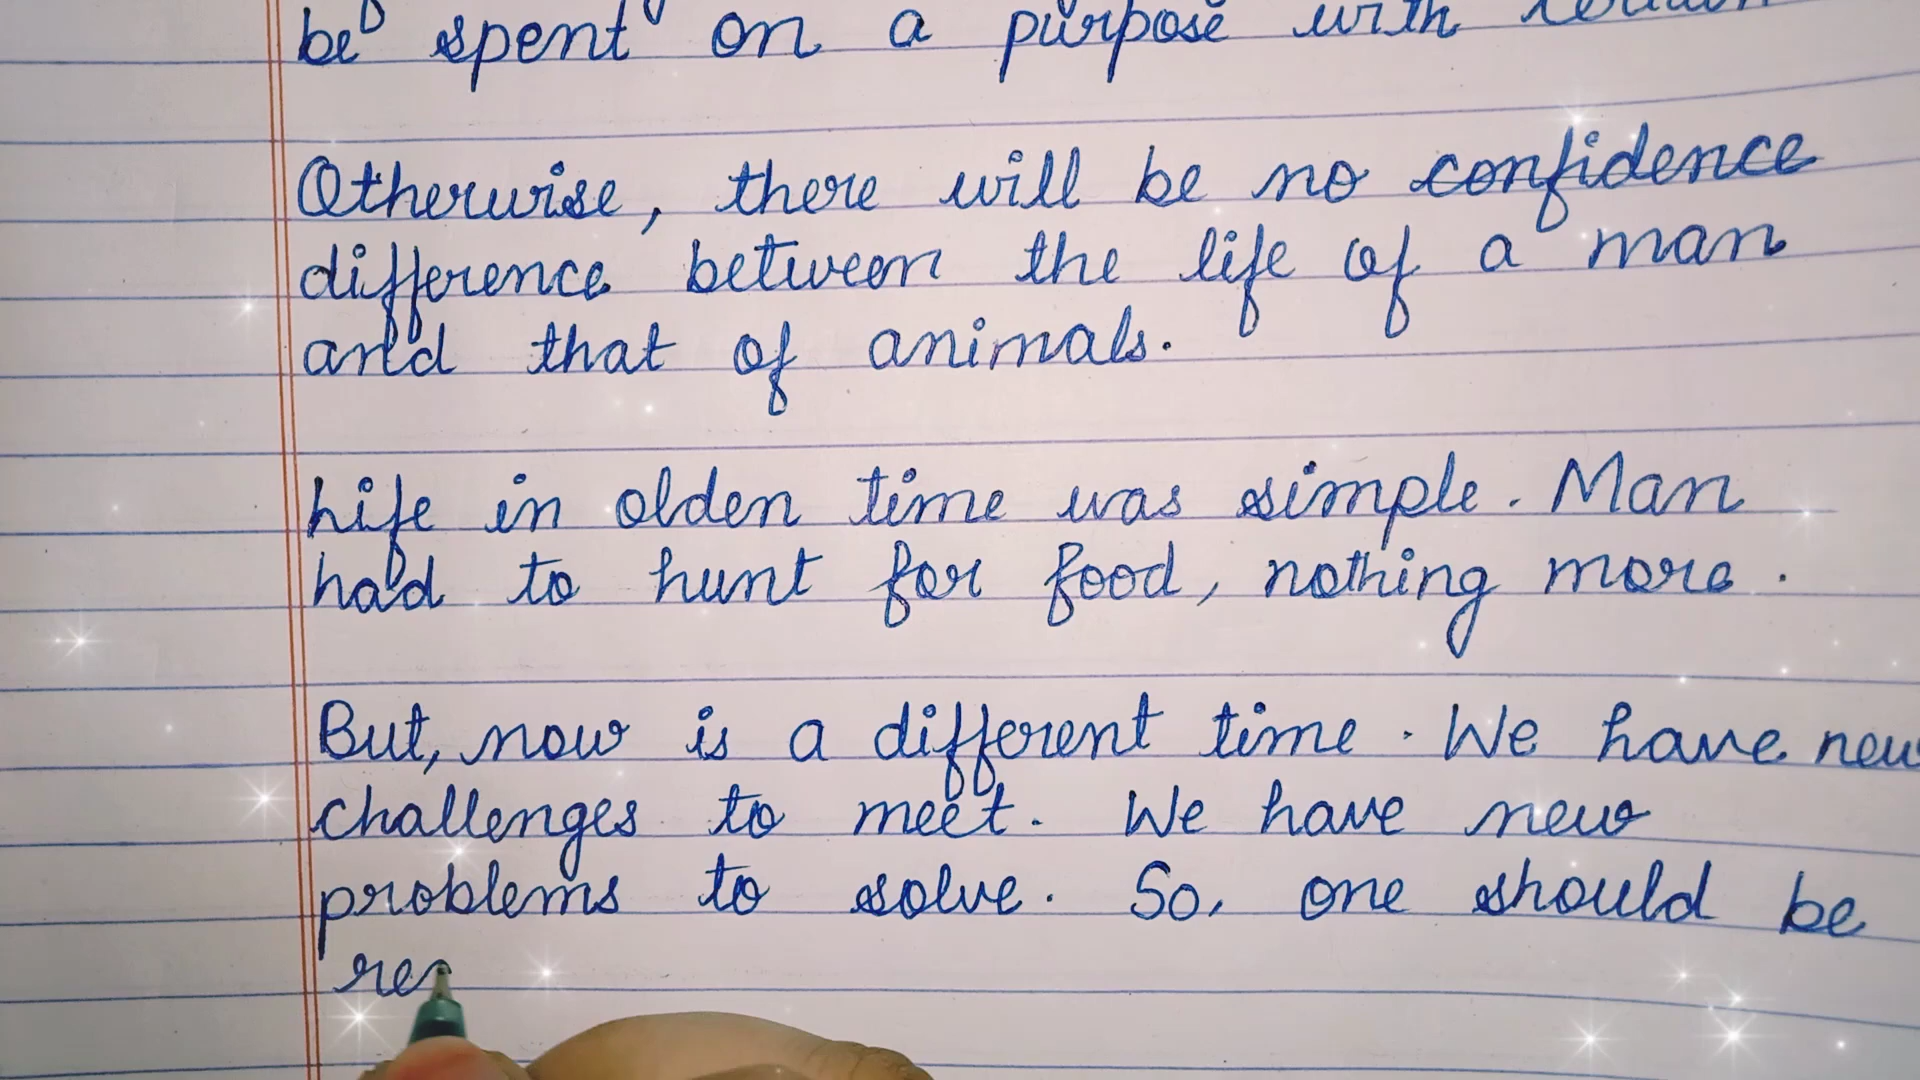 be spent on a purpose with
Otherwise, there will be no confidence
difference between the life of a man
and that of animals.
Life in olden time was simple. Man
had to hunt for food, nothing more.
But, now is a different time. We have new
challenges to meet. We have new
problems to solve. So, one should be